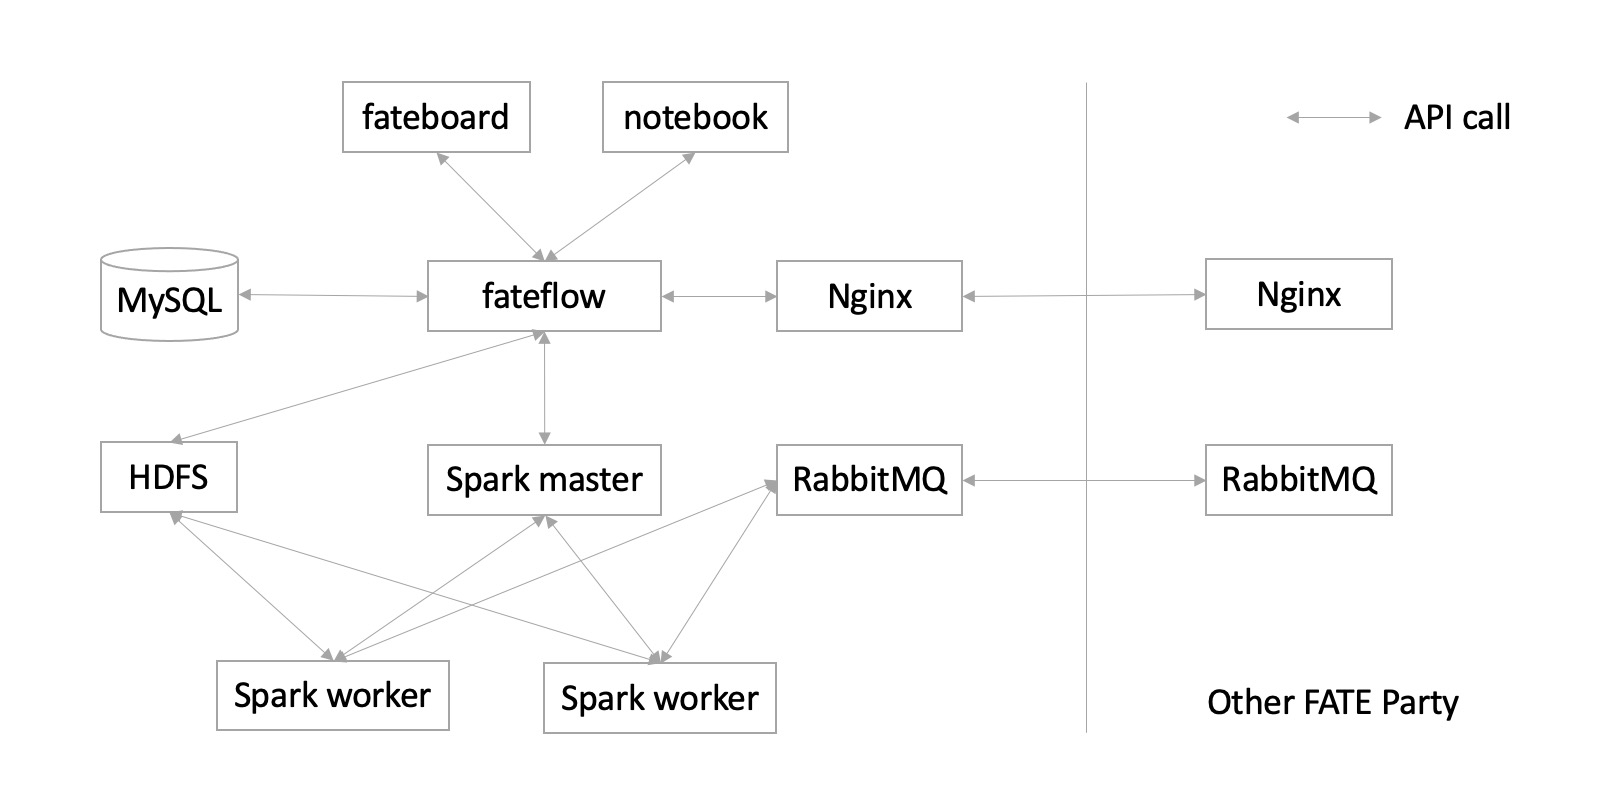 fateboard
notebook
API call
MySQL
fateflow
Nginx
Nginx
HDFS
Spark master
RabbitMQ
RabbitMQ
Spark worker
Spark worker
Other FATE Party